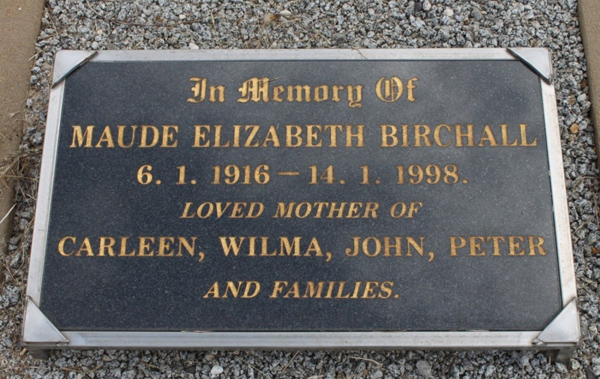 In Memory Of
MAUDE ELIZABETH BIRCHALL
6. 1. 1916 – 14. 1. 1998.
LOVED MOTHER OF
CARLEEN, WILMA, JOHN, PETER
AND FAMILIES.